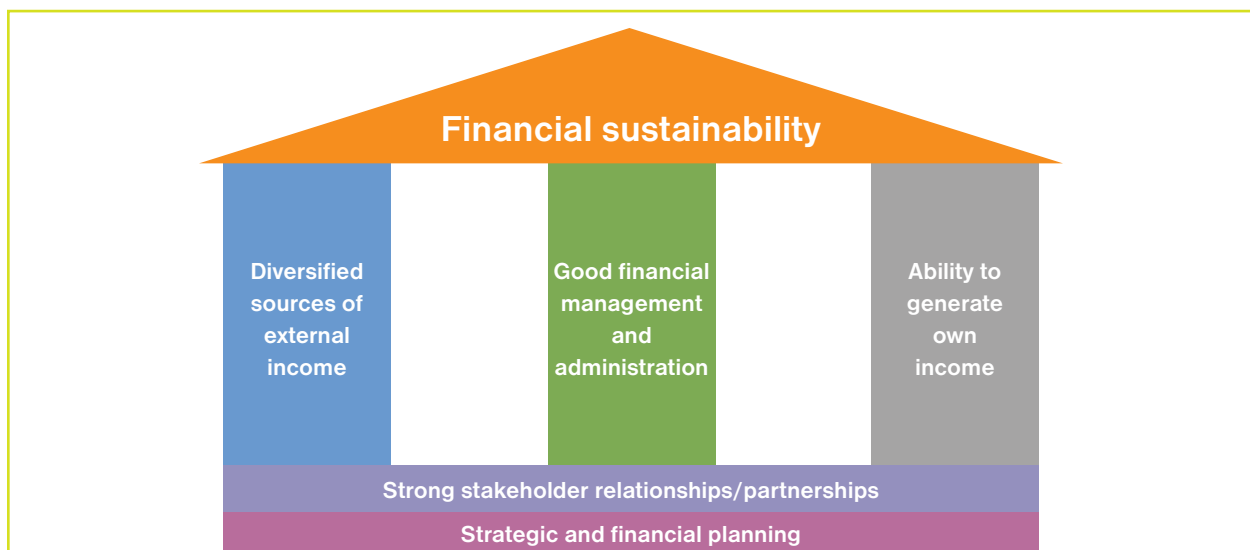 Financial sustainability
Diversified
sources of
external
income
Good financial
management
and
administration
Ability to
generate
own
income
Strong stakeholder relationships/partnerships
Strategic and financial planning